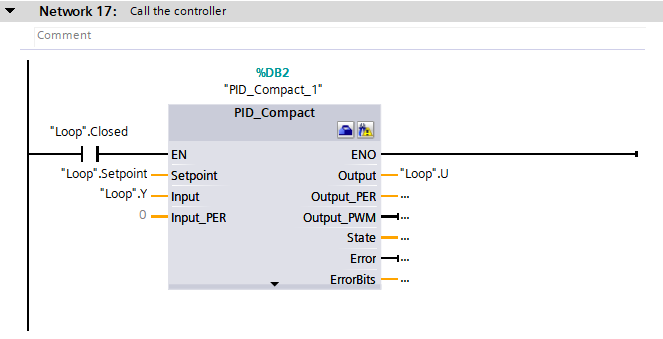 Network 17: Call the controller
Comment
%DB2
"PID_Compact_1"
PID_Compact
"Loop".Closed
EN ENO
"Loop".Setpoint Setpoint Output "Loop".U
"Loop".Y Input Output_PER ...
0 Input_PER Output_PWM ...
State ...
Error ...
ErrorBits ...